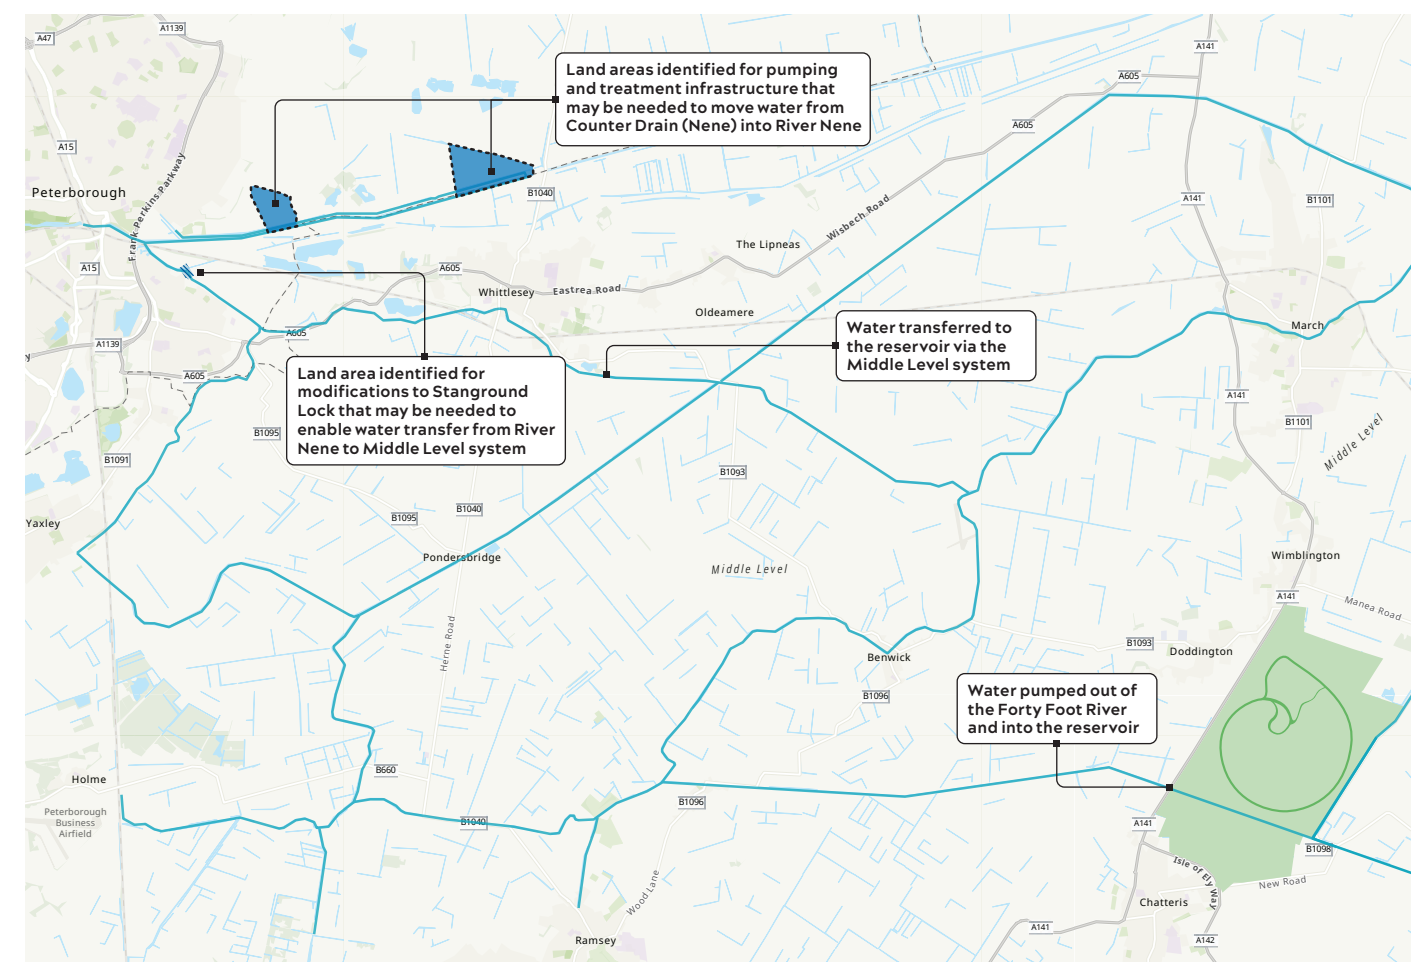 A47
A1139
A141
A605
Land areas identified for pumping
and treatment infrastructure that
may be needed to move water from
Counter Drain (Nene) into River Nene
A605
A15
Peterborough
Frank Perkins Parkway
B1040
A141
B1101
Wisbech Road
The Lipneas
A15
A605
Whittlesey
Eastrea Road
Oldeamere
A605
Water transferred to
the reservoir via the
Middle Level system
March
A1139
A605
Land area identified for
modifications to Stanground
Lock that may be needed to
enable water transfer from River
Nene to Middle Level system
A141
B1101
Middle Level
B1095
B1091
B1093
B1040
B1095
Yaxley
Pondersbridge
Middle Level
Wimblington
A141
Manea Road
Herne Road
B1093
Doddington
Benwick
B1096
Water pumped out of
the Forty Foot River
and into the reservoir
B660
Holme
B1096
Peterborough
Business
Airfield
B1040
A141
B1098
Isle of Ely Way
New Road
Wood Lane
Chatteris
A141
A142
Ramsey